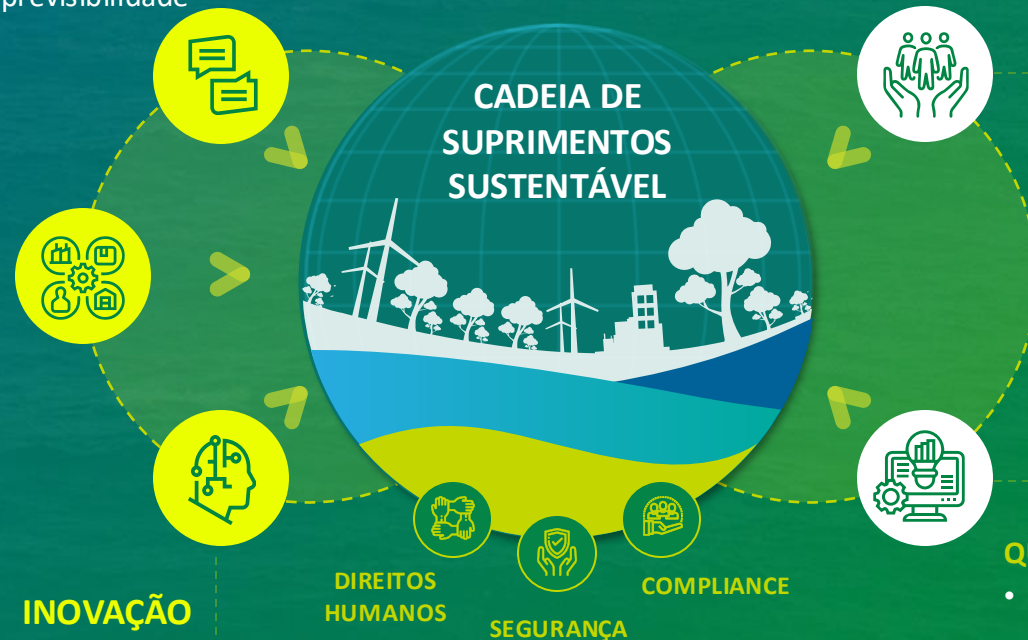 previsibilidade
CADEIA DE
SUPRIMENTOS
SUSTENTÁVEL
DIREITOS
HUMANOS
SEGURANÇA
COMPLIANCE
INOVAÇÃO
Q
•